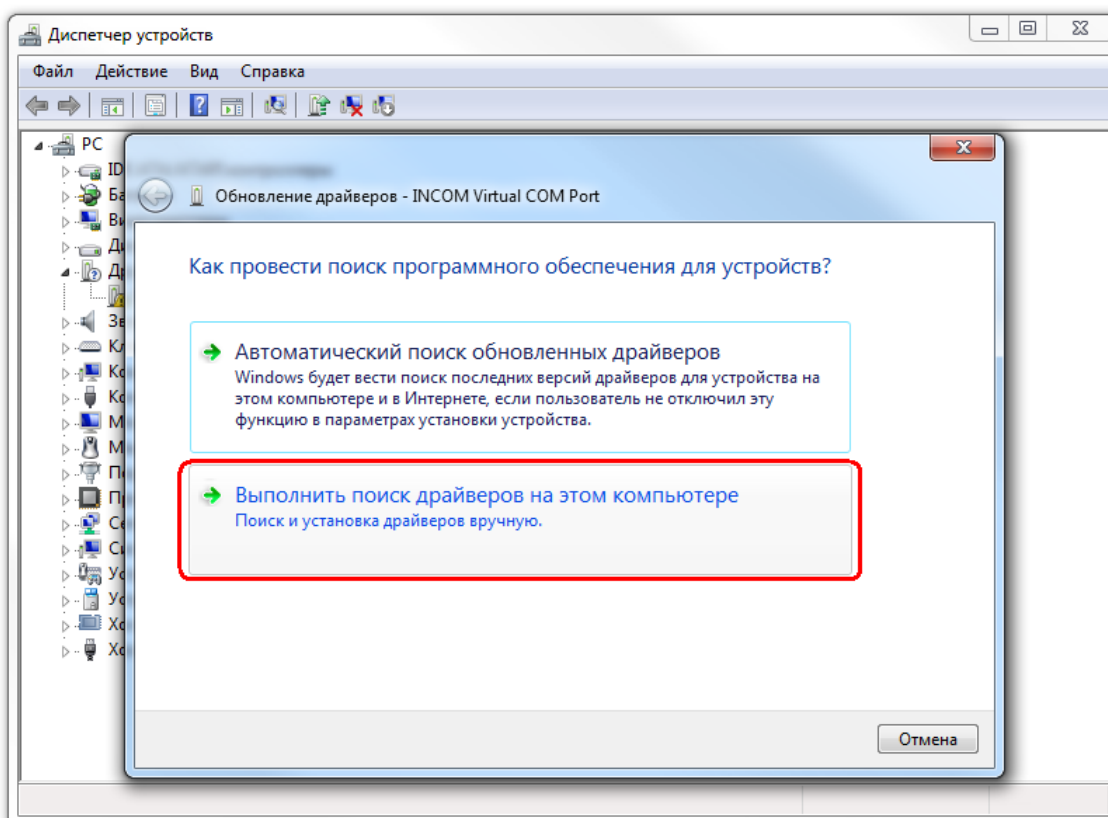 Диспетчер устройств
Файл Действие Вид Справка
PC
Обновление драйверов - INCOM Virtual COM Port
Как провести поиск программного обеспечения для устройств?
Автоматический поиск обновленных драйверов
Windows будет вести поиск последних версий драйверов для устройства на
этом компьютере и в Интернете, если пользователь не отключил эту
функцию в параметрах установки устройства.
Выполнить поиск драйверов на этом компьютере
Поиск и установка драйверов вручную.
Отмена